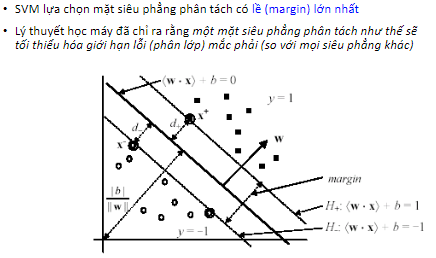 • SVM lựa chọn mặt siêu phẳng phân tách có lề (margin) lớn nhất
• Lý thuyết học máy đã chỉ ra rằng một mặt siêu phẳng phân tách như thế sẽ
tối thiểu hóa giới hạn lỗi (phân lớp) mắc phải (so với mọi siêu phẳng khác)
⟨w · x⟩ + b = 0
y = 1
x⁺
d₊
d₋
x⁻
w
margin
|b|
||w||
H₊: ⟨w · x⟩ + b = 1
y = −1
H₋: ⟨w · x⟩ + b = −1